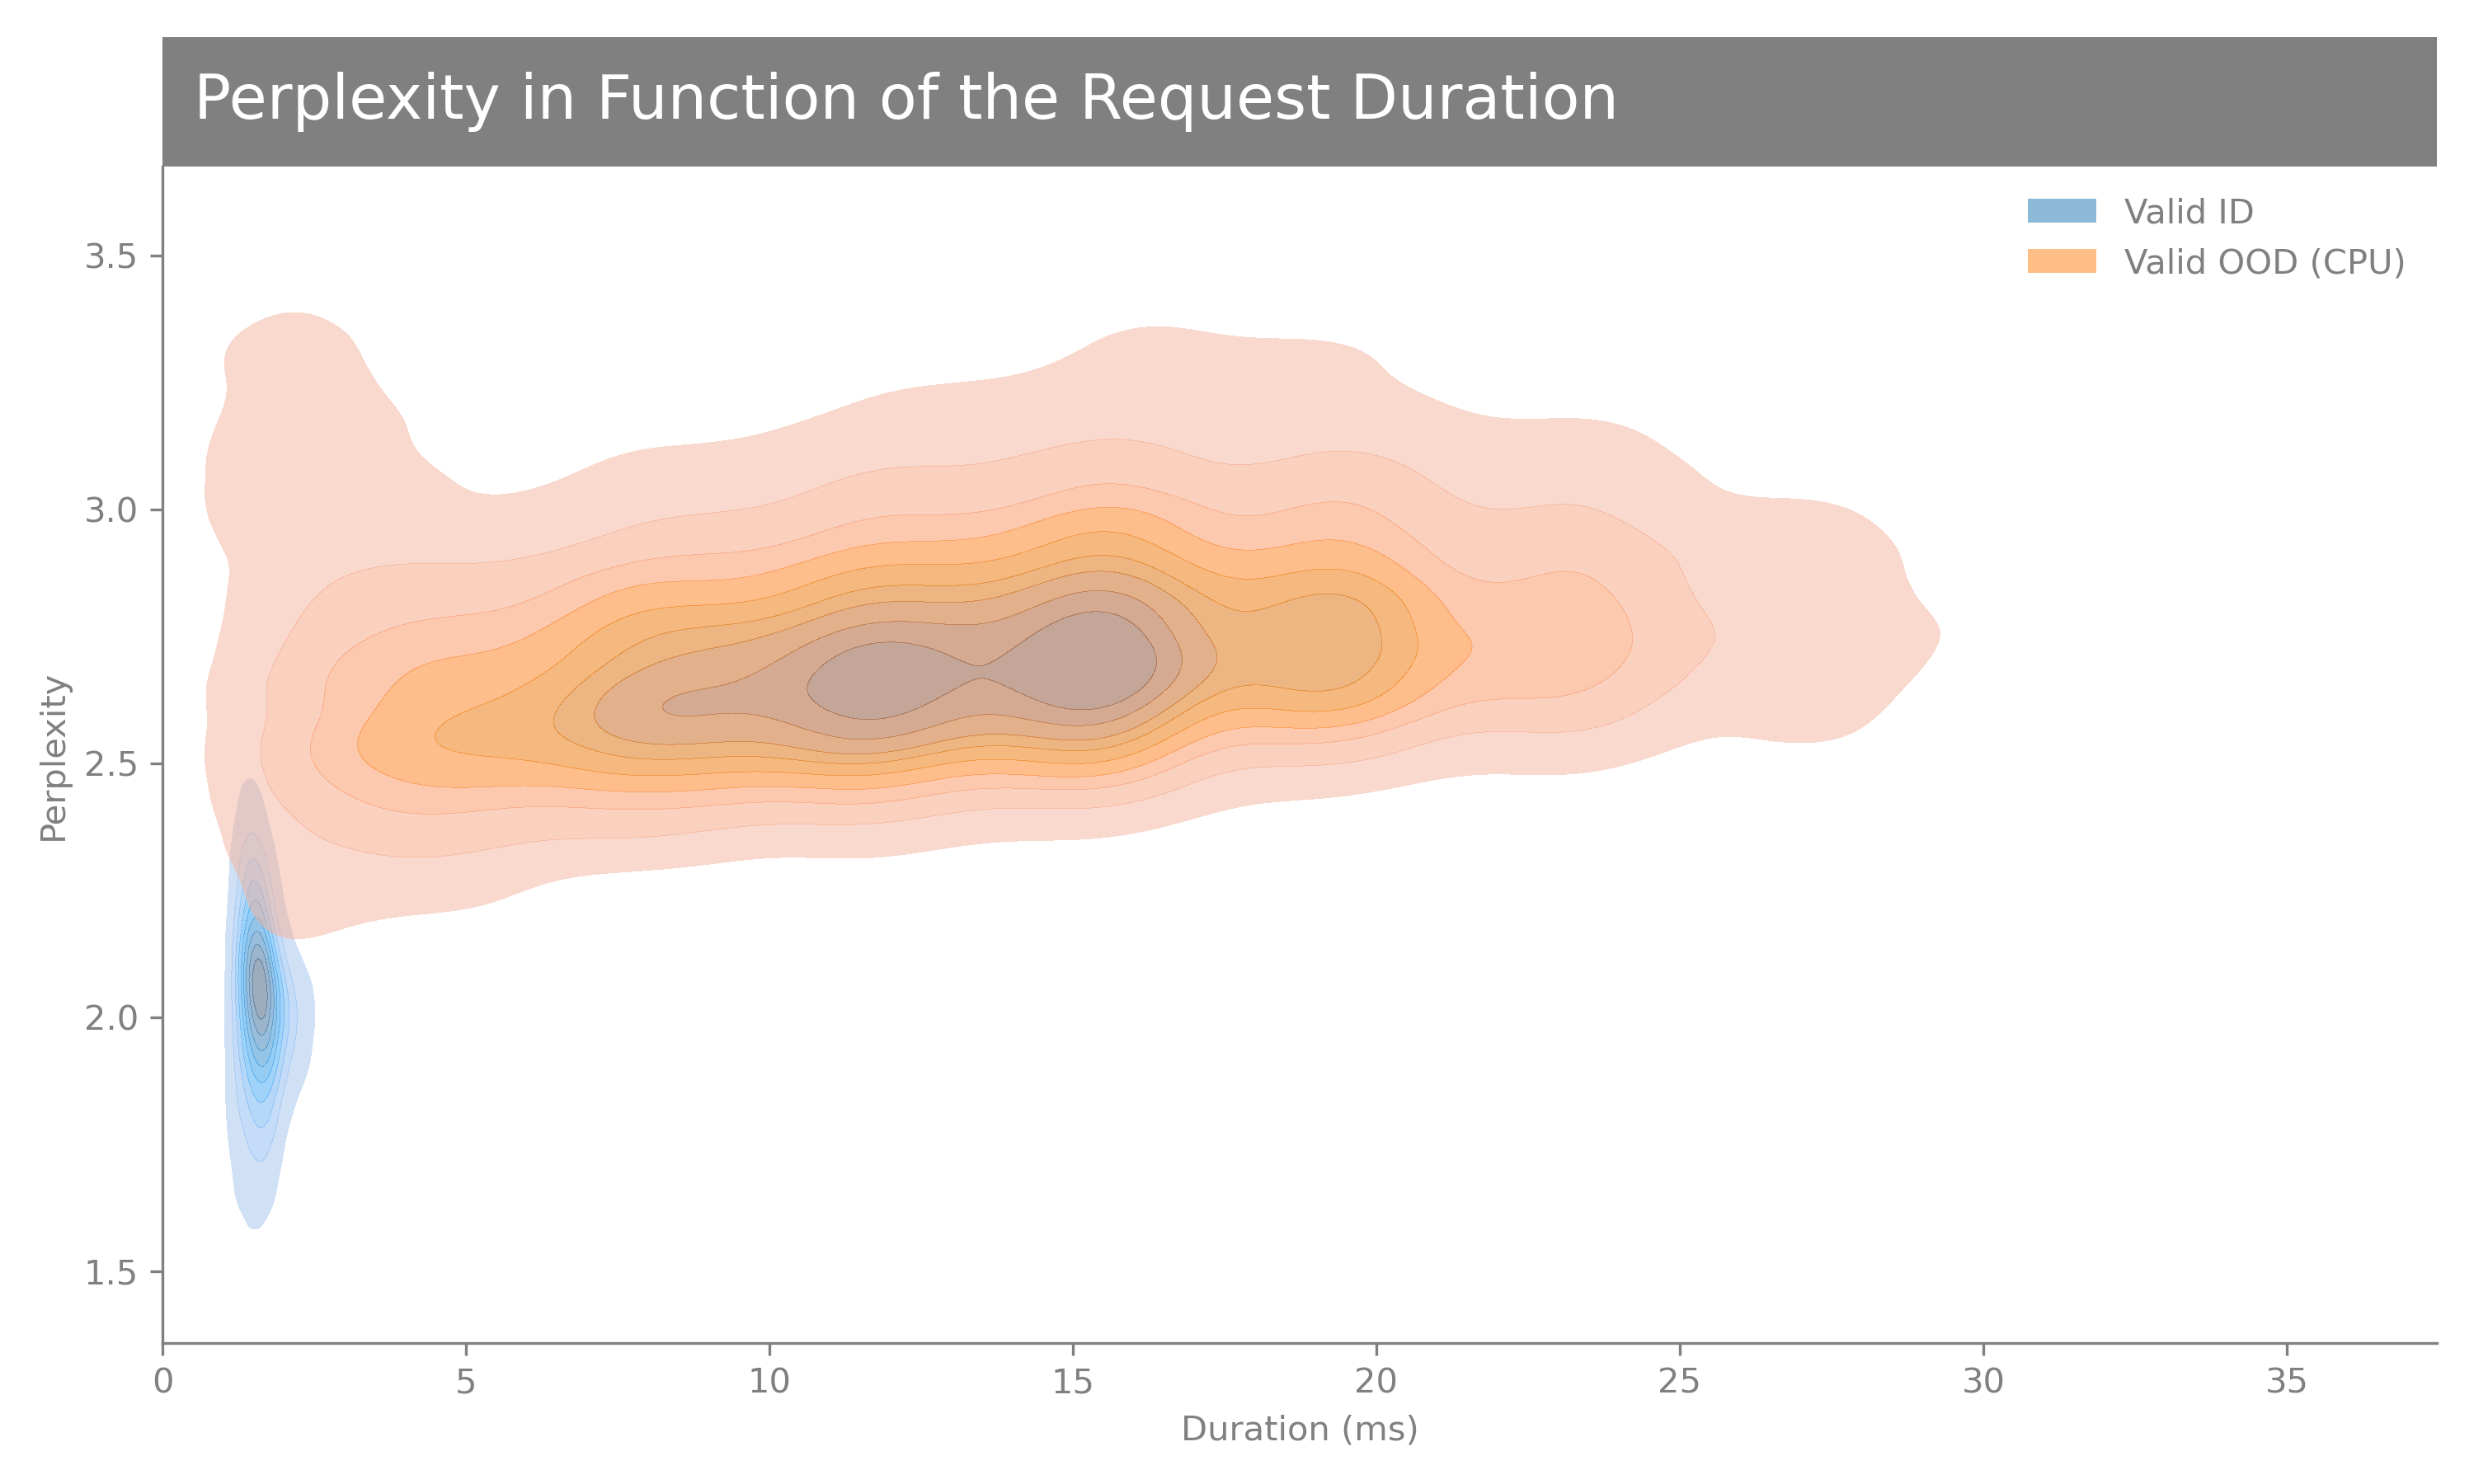 Perplexity in Function of the Request Duration
Valid ID
Valid OOD (CPU)
3.5
3.0
2.5
2.0
1.5
Perplexity
0 5 10 15 20 25 30 35
Duration (ms)